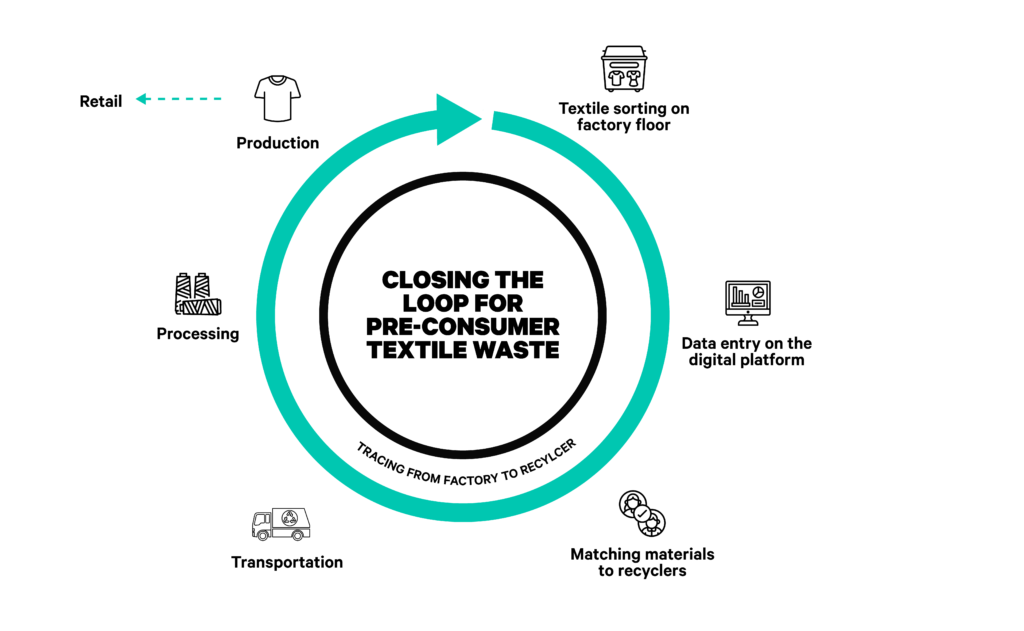 Retail
Production
Textile sorting on
factory floor
CLOSING THE
LOOP FOR
PRE-CONSUMER
TEXTILE WASTE
Processing
Data entry on the
digital platform
TRACING FROM FACTORY TO RECYLCER
Transportation
Matching materials
to recyclers